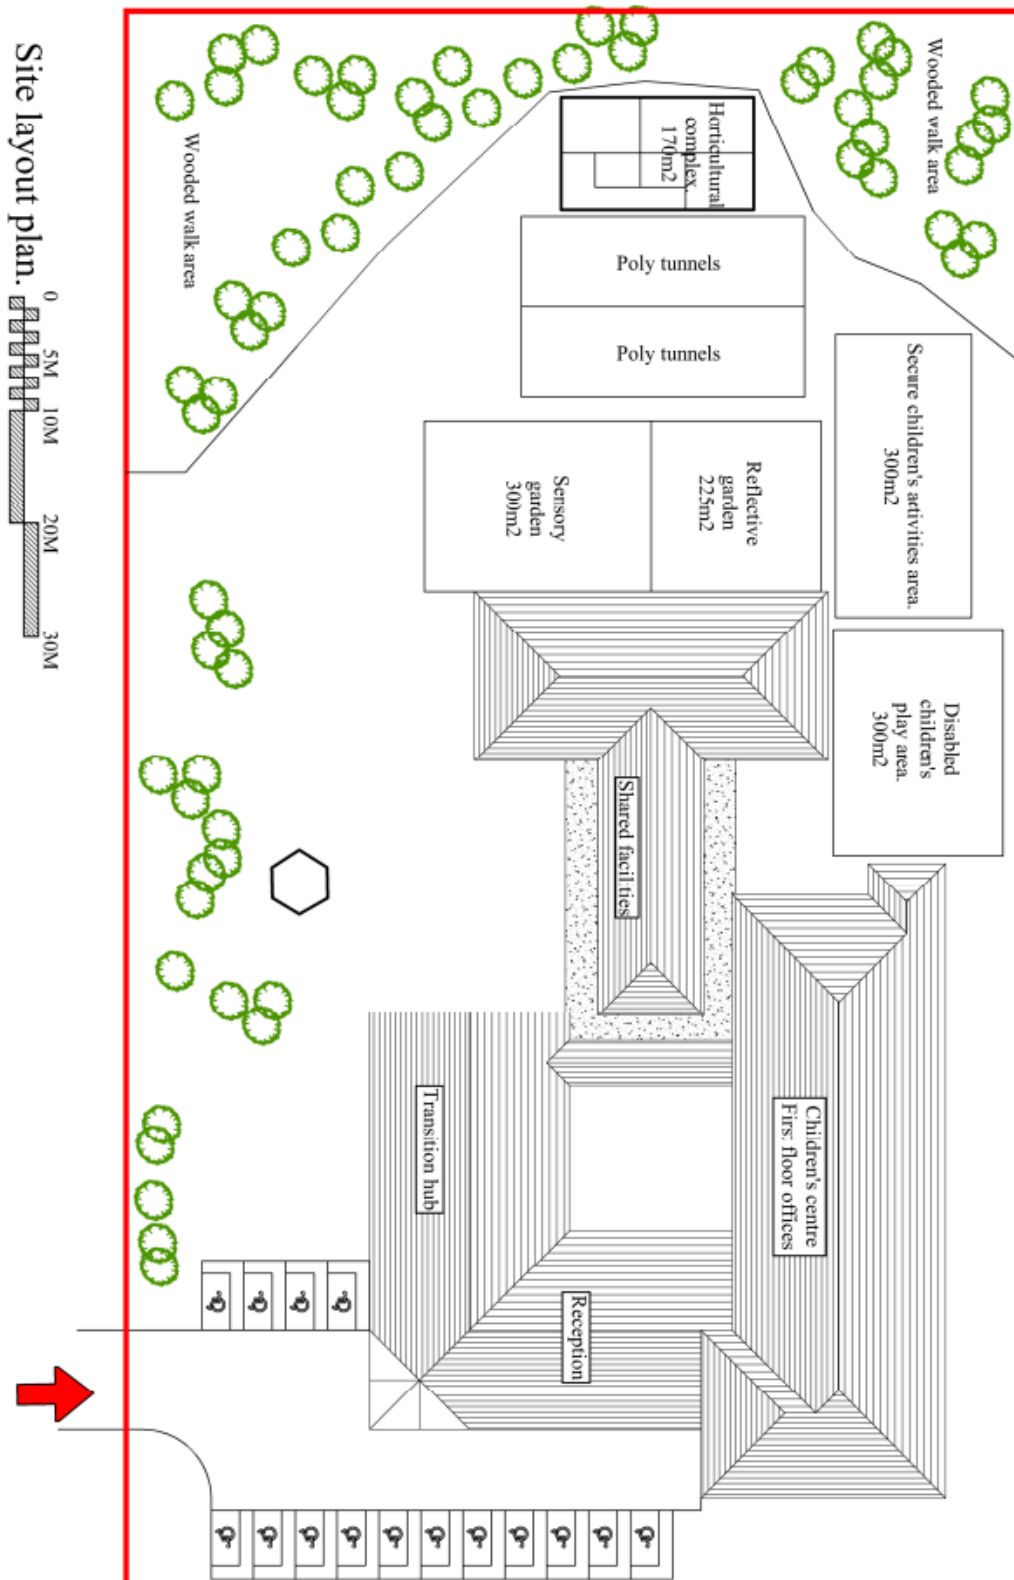 Site layout plan.
0
5M
10M
20M
30M
Wooded walk area
Wooded walk area
Horticultural
complex.
170m2
Poly tunnels
Poly tunnels
Secure children's activities area.
300m2
Reflective
garden
225m2
Sensory
garden
300m2
Disabled
children's
play area.
300m2
Shared facilities
Children's centre
First floor offices
Transition hub
Reception